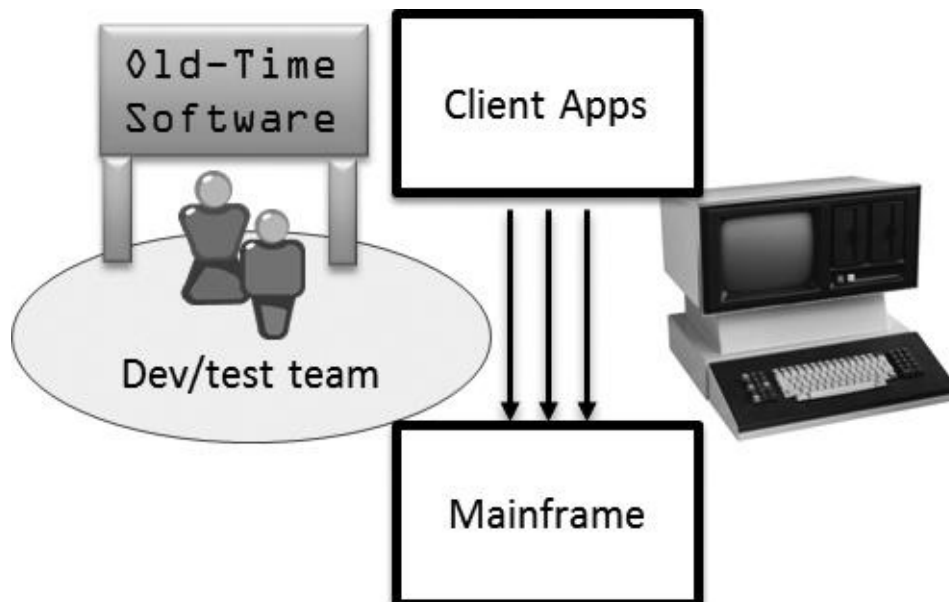 Old-Time
Software
Client Apps
Dev/test team
Mainframe